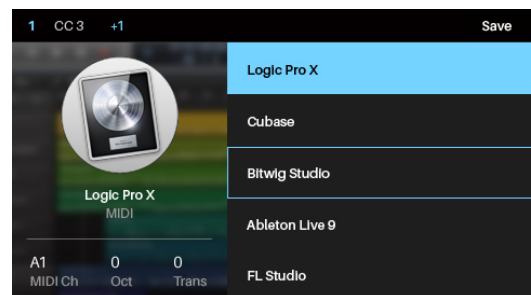 1 CC 3 +1 Save
Logic Pro X
Cubase
Bitwig Studio
Ableton Live 9
FL Studio
Logic Pro X
MIDI
A1 0 0
MIDI Ch Oct Trans